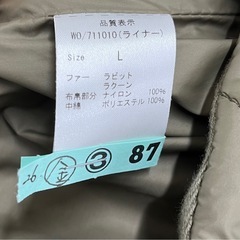 品質表示
WO/711010(ライナー)
Size L
ファー ラビット
ラクーン
布帛部分 ナイロン 100%
中綿 ポリエステル 100%
金 ③ 87